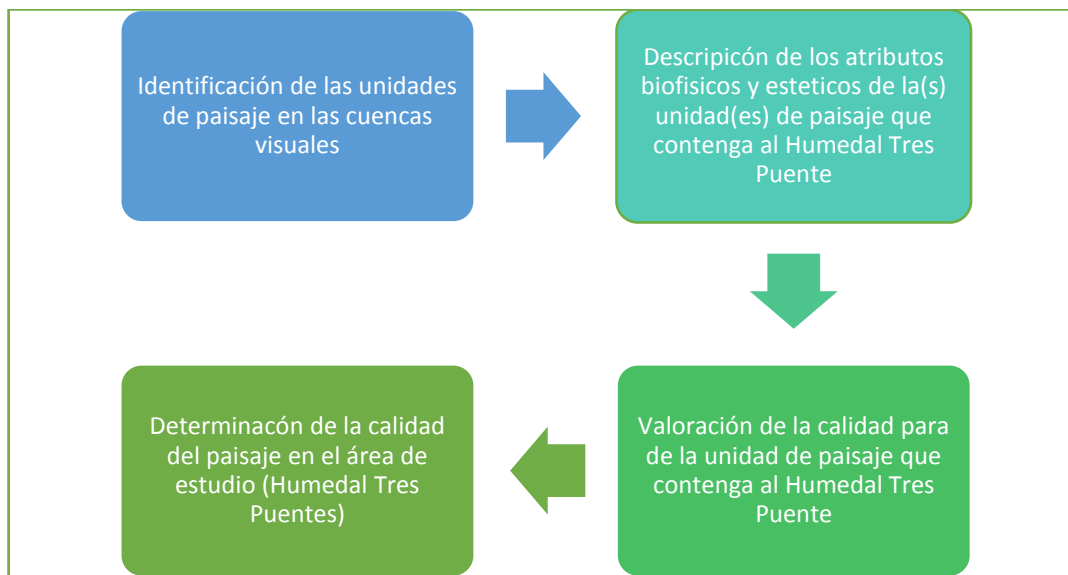 Identificación de las unidades
de paisaje en las cuencas
visuales
Descripicón de los atributos
biofisicos y esteticos de la(s)
unidad(es) de paisaje que
contenga al Humedal Tres
Puente
Valoración de la calidad para
de la unidad de paisaje que
contenga al Humedal Tres
Puente
Determinacón de la calidad
del paisaje en el área de
estudio (Humedal Tres
Puentes)